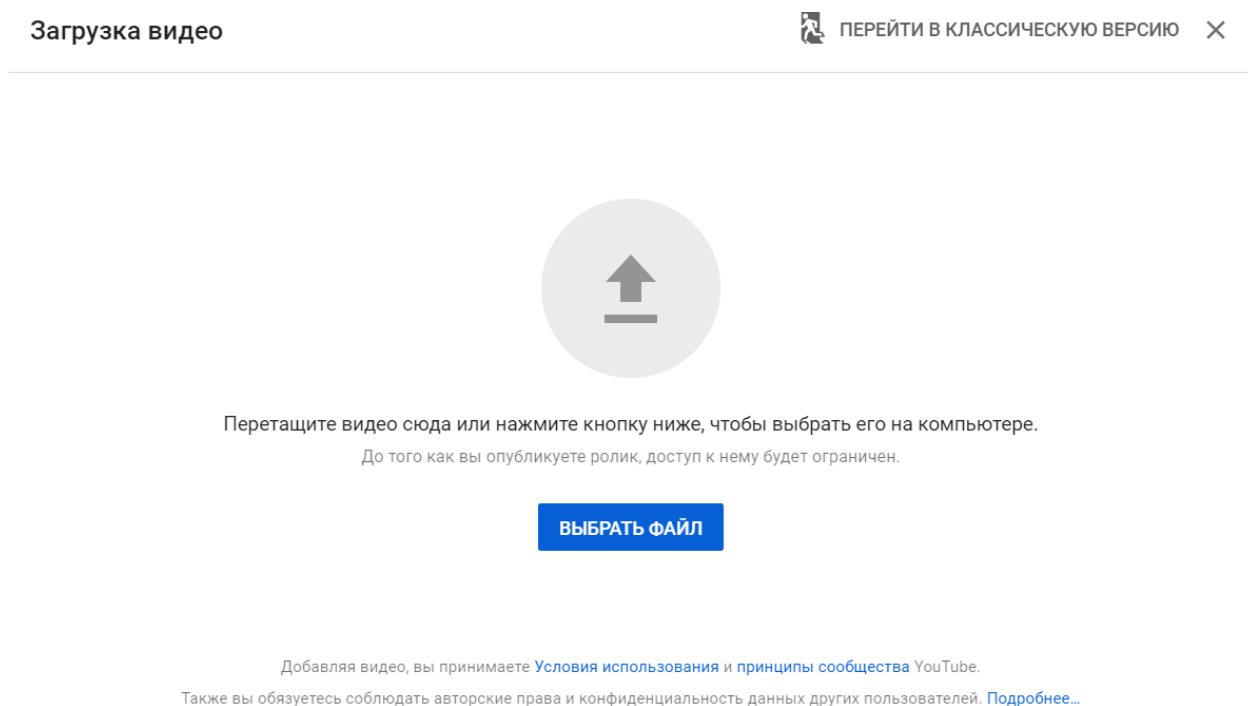 Загрузка видео
ПЕРЕЙТИ В КЛАССИЧЕСКУЮ ВЕРСИЮ
Перетащите видео сюда или нажмите кнопку ниже, чтобы выбрать его на компьютере.
До того как вы опубликуете ролик, доступ к нему будет ограничен.
ВЫБРАТЬ ФАЙЛ
Добавляя видео, вы принимаете Условия использования и принципы сообщества YouTube.
Также вы обязуетесь соблюдать авторские права и конфиденциальность данных других пользователей. Подробнее…